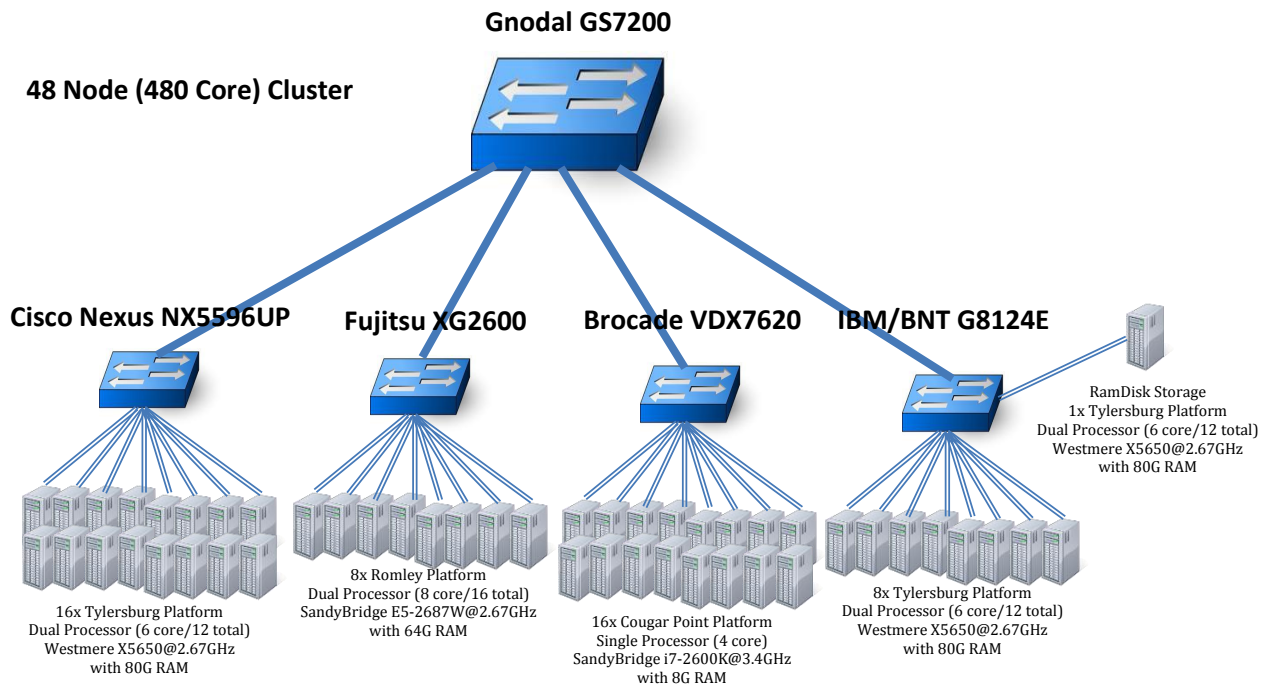 Gnodal GS7200
48 Node (480 Core) Cluster
Cisco Nexus NX5596UP
Fujitsu XG2600
Brocade VDX7620
IBM/BNT G8124E
RamDisk Storage
1x Tylersburg Platform
Dual Processor (6 core/12 total)
Westmere X5650@2.67GHz
with 80G RAM
16x Tylersburg Platform
Dual Processor (6 core/12 total)
Westmere X5650@2.67GHz
with 80G RAM
8x Romley Platform
Dual Processor (8 core/16 total)
SandyBridge E5-2687W@2.67GHz
with 64G RAM
16x Cougar Point Platform
Single Processor (4 core)
SandyBridge i7-2600K@3.4GHz
with 8G RAM
8x Tylersburg Platform
Dual Processor (6 core/12 total)
Westmere X5650@2.67GHz
with 80G RAM